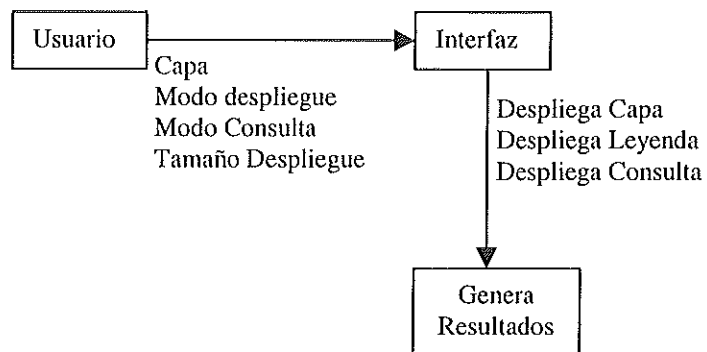 Usuario
Interfaz
Capa
Modo despliegue
Modo Consulta
Tamaño Despliegue
Despliega Capa
Despliega Leyenda
Despliega Consulta
Genera
Resultados